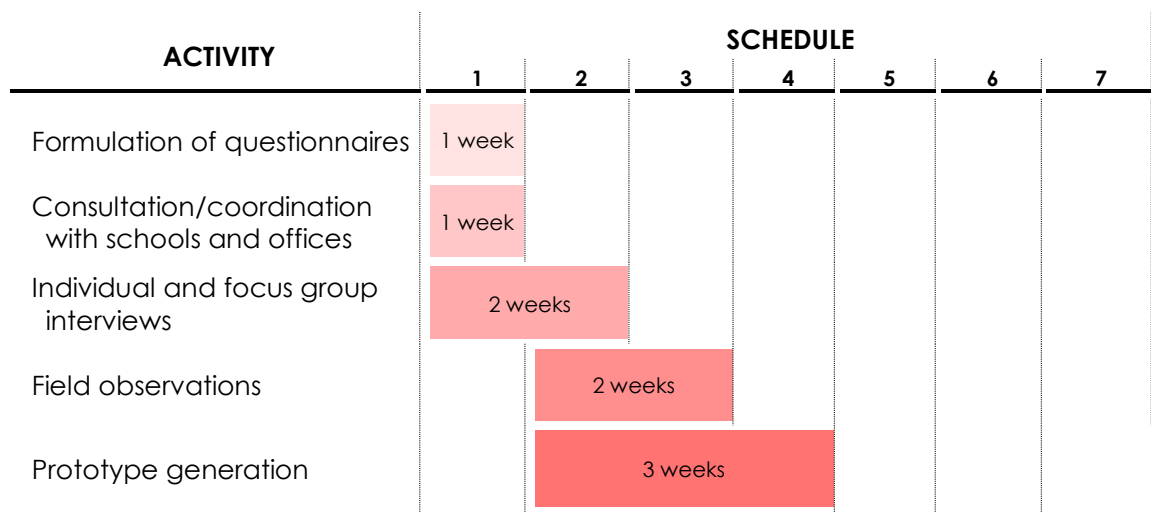 ACTIVITY
SCHEDULE
1 2 3 4 5 6 7
Formulation of questionnaires 1 week
Consultation/coordination
with schools and offices 1 week
Individual and focus group
interviews 2 weeks
Field observations 2 weeks
Prototype generation 3 weeks